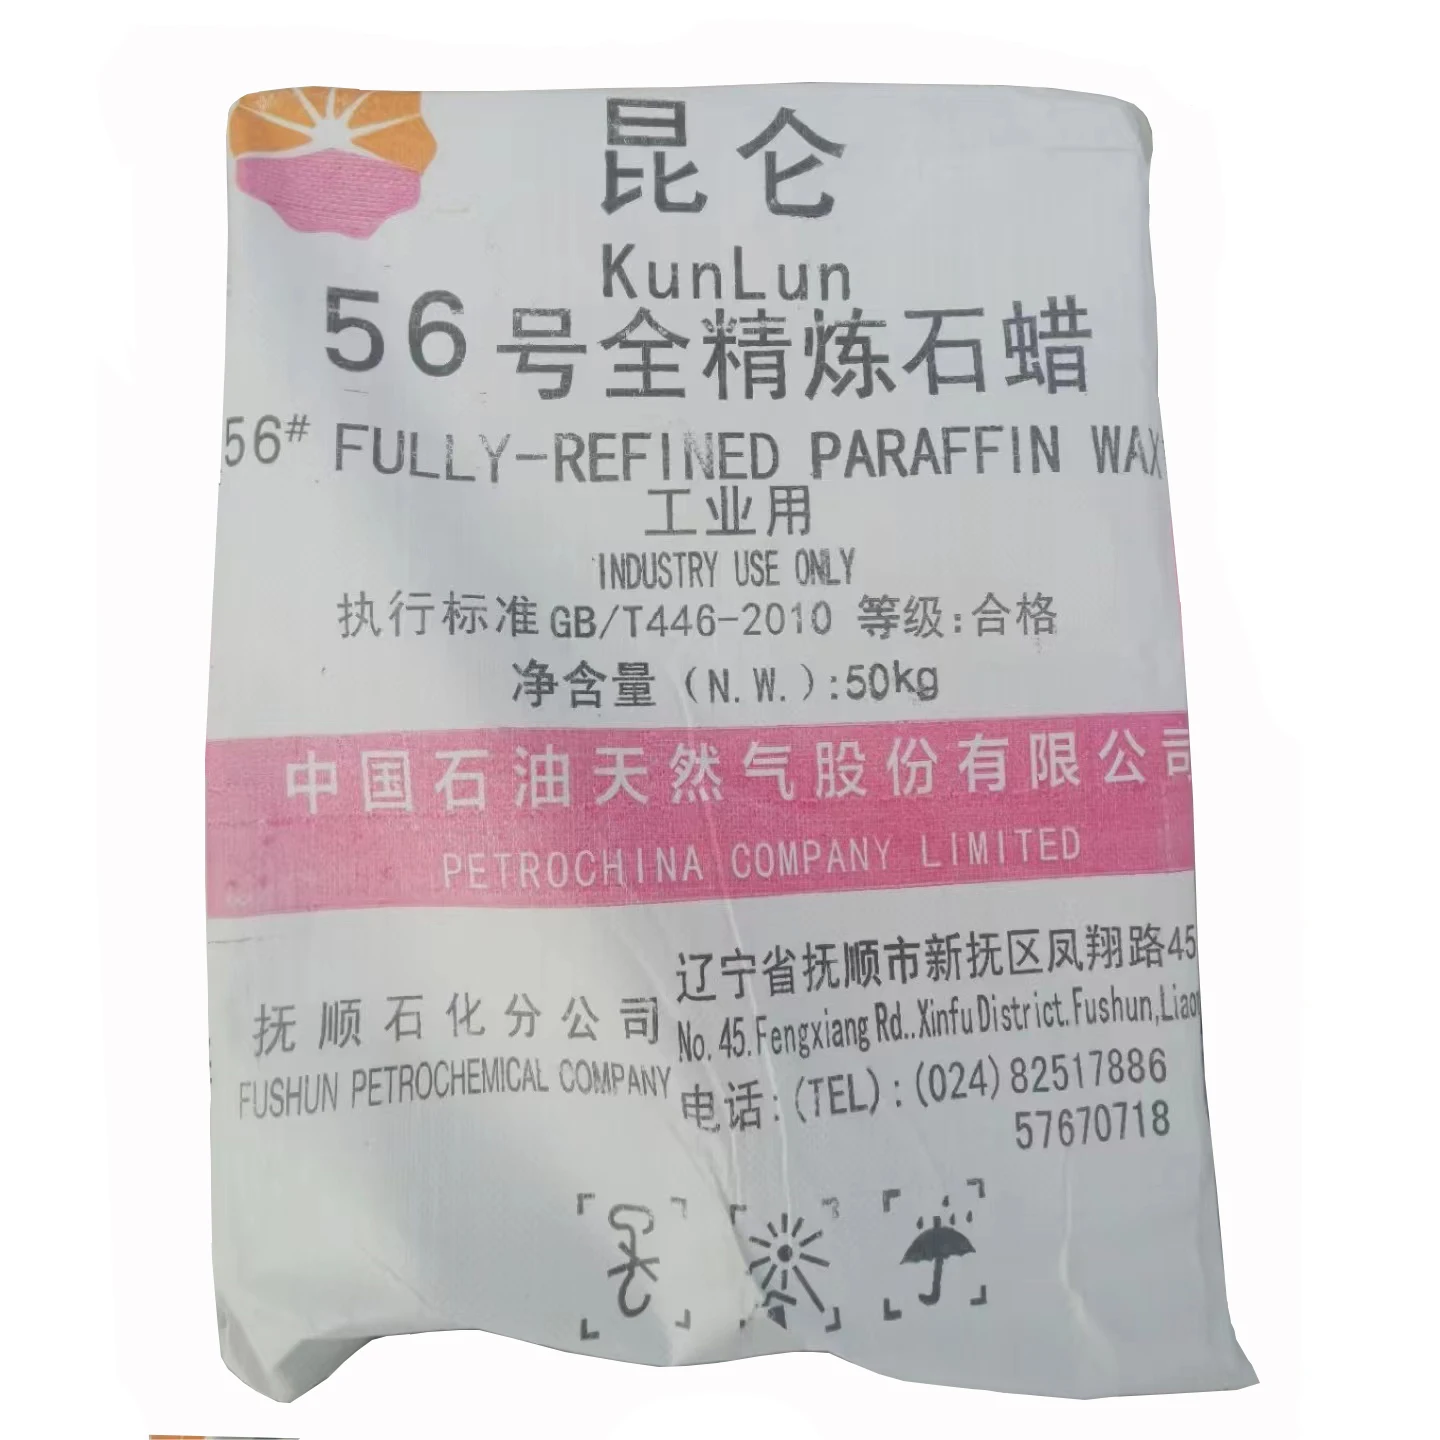 昆仑
KunLun
56号全精炼石蜡
56# FULLY-REFINED PARAFFIN WAX
工业用
INDUSTRY USE ONLY
执行标准GB/T446-2010 等级:合格
净含量(N.W.):50kg
中国石油天然气股份有限公司
PETROCHINA COMPANY LIMITED
抚顺石化分公司
FUSHUN PETROCHEMICAL COMPANY
辽宁省抚顺市新抚区凤翔路45
No.45.Fengxiang Rd..Xinfu District.Fushun,Liao
电话:(TEL):(024)82517886
57670718